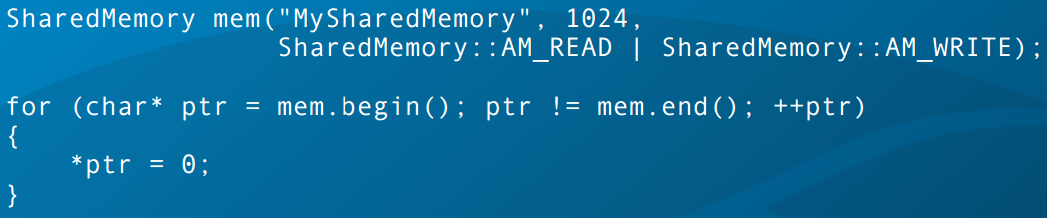 SharedMemory mem("MySharedMemory", 1024,
                 SharedMemory::AM_READ | SharedMemory::AM_WRITE);
for (char* ptr = mem.begin(); ptr != mem.end(); ++ptr)
{
    *ptr = 0;
}